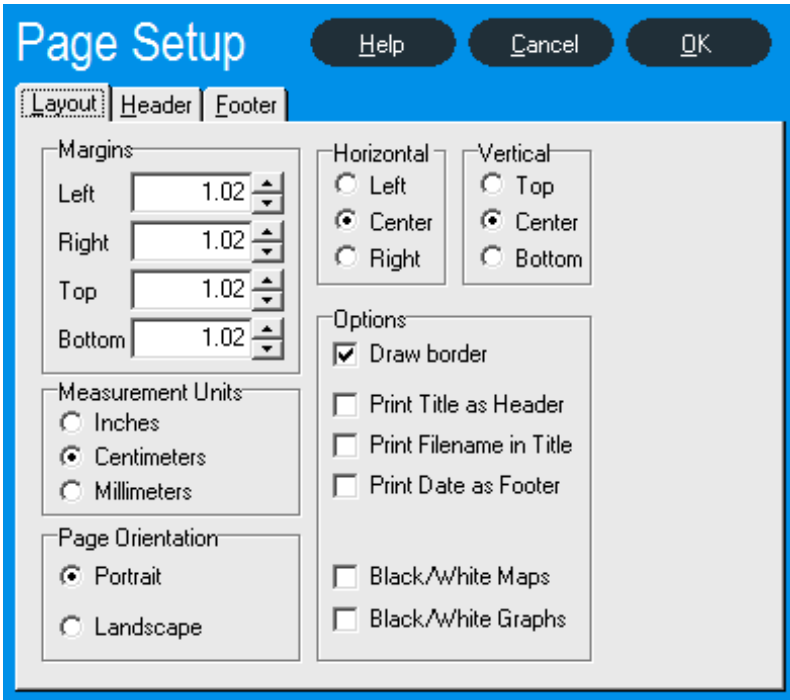 Page Setup
Help
Cancel
OK
Layout
Header
Footer
Margins
Left 1.02
Right 1.02
Top 1.02
Bottom 1.02
Measurement Units
Inches
Centimeters
Millimeters
Page Orientation
Portrait
Landscape
Horizontal
Left
Center
Right
Vertical
Top
Center
Bottom
Options
Draw border
Print Title as Header
Print Filename in Title
Print Date as Footer
Black/White Maps
Black/White Graphs